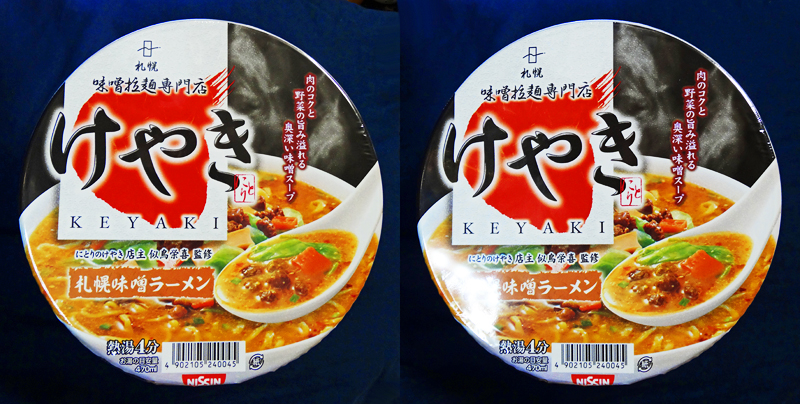 札幌
味噌拉麺専門店
けやき
にとり
KEYAKI
肉のコクと
野菜の旨み溢れる
奥深い味噌スープ
にとりのけやき 店主 似鳥栄喜 監修
札幌味噌ラーメン
熱湯4分
お湯の目安量
470ml
4 902105 240045
NISSIN
札幌
味噌拉麺専門店
けやき
にとり
KEYAKI
肉のコクと
野菜の旨み溢れる
奥深い味噌スープ
にとりのけやき 店主 似鳥栄喜 監修
味噌ラーメン
熱湯4分
お湯の目安量
470ml
4 902105 240045
NISSIN